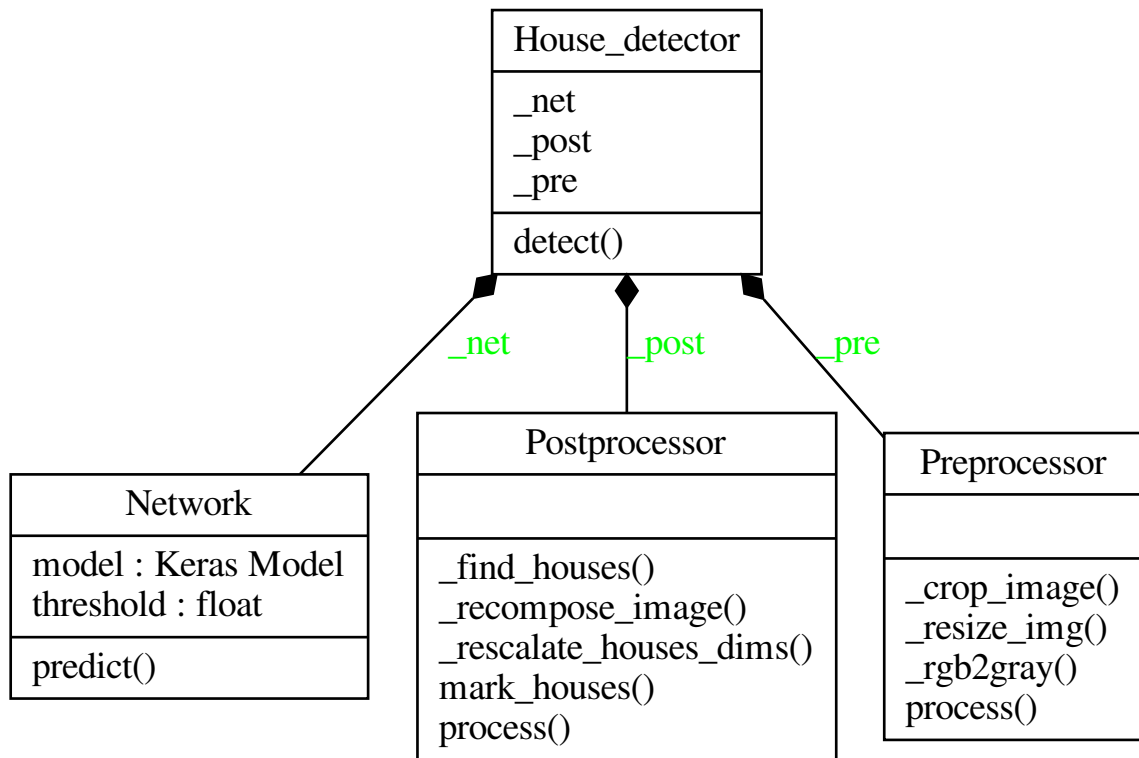 House_detector
_net
_post
_pre
detect()
_net
_post
_pre
Network
model : Keras Model
threshold : float
predict()
Postprocessor
_find_houses()
_recompose_image()
_rescalate_houses_dims()
mark_houses()
process()
Preprocessor
_crop_image()
_resize_img()
_rgb2gray()
process()